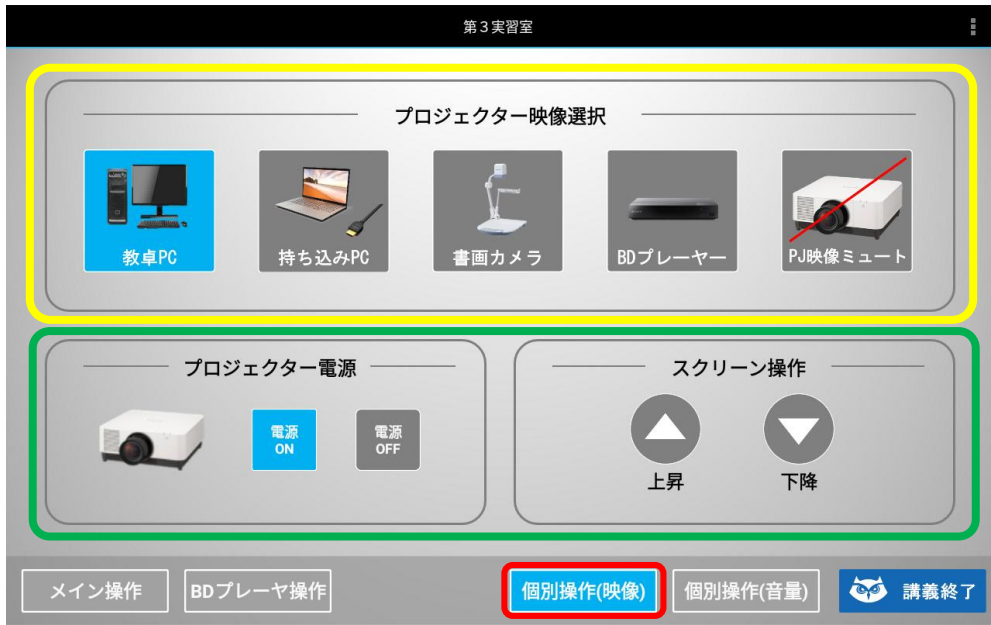 第３実習室
プロジェクター映像選択
教卓PC
持ち込みPC
書画カメラ
BDプレーヤー
PJ映像ミュート
プロジェクター電源
電源
ON
電源
OFF
スクリーン操作
上昇
下降
メイン操作
BDプレーヤ操作
個別操作(映像)
個別操作(音量)
講義終了